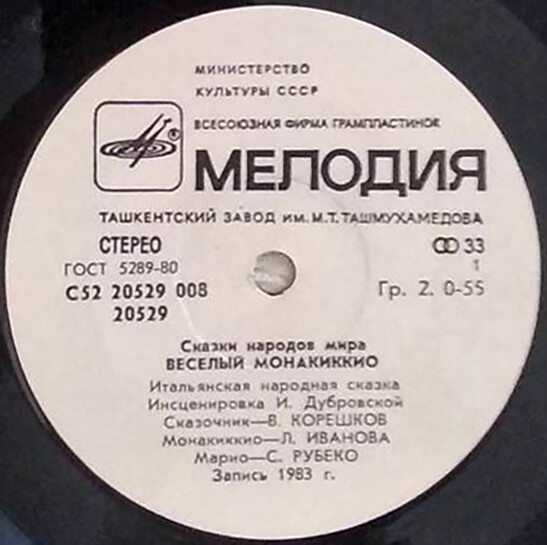 МИНИСТЕРСТВО
КУЛЬТУРЫ СССР
ВСЕСОЮЗНАЯ ФИРМА ГРАМПЛАСТИНОК
®
МЕЛОДИЯ
ТАШКЕНТСКИЙ ЗАВОД ИМ. М.Т. ТАШМУХАМЕДОВА
СТЕРЕО 33
ГОСТ 5289-80 1
С52 20529 008 Гр. 2. 0-55
20529
Сказки народов мира
ВЕСЕЛЫЙ МОНАКИККИО
Итальянская народная сказка
Инсценировка И. Дубровской
Сказочник—В. КОРЕШКОВ
Монакиккио—Л. ИВАНОВА
Марио—С. РУБЕКО
Запись 1983 г.